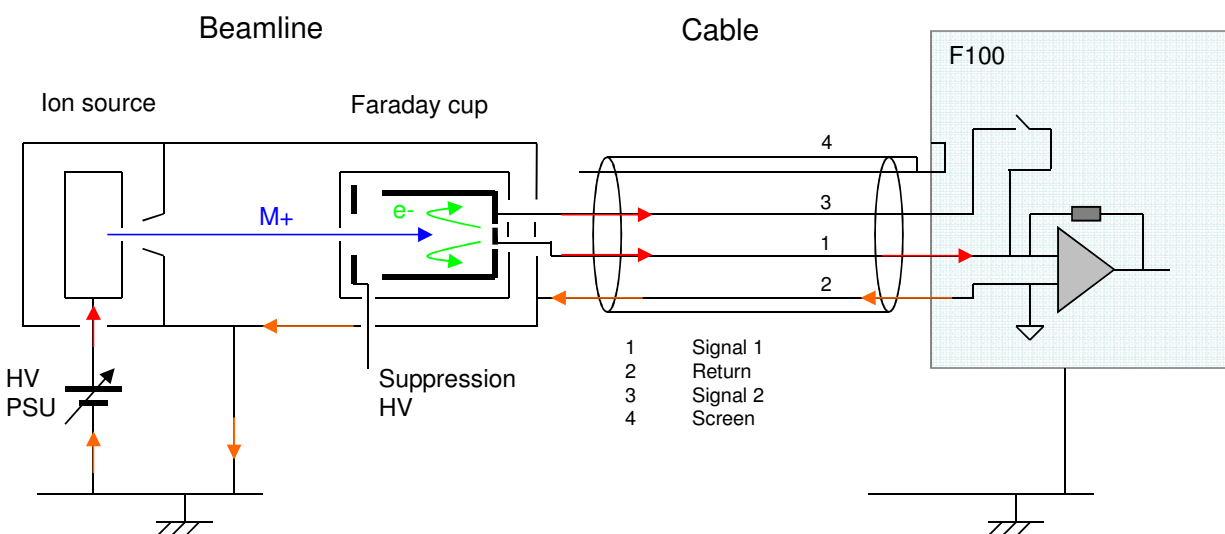 Beamline
Cable
F100
Ion source
Faraday cup
4
M+
e-
3
1
2
HV
PSU
Suppression
HV
1 Signal 1
2 Return
3 Signal 2
4 Screen